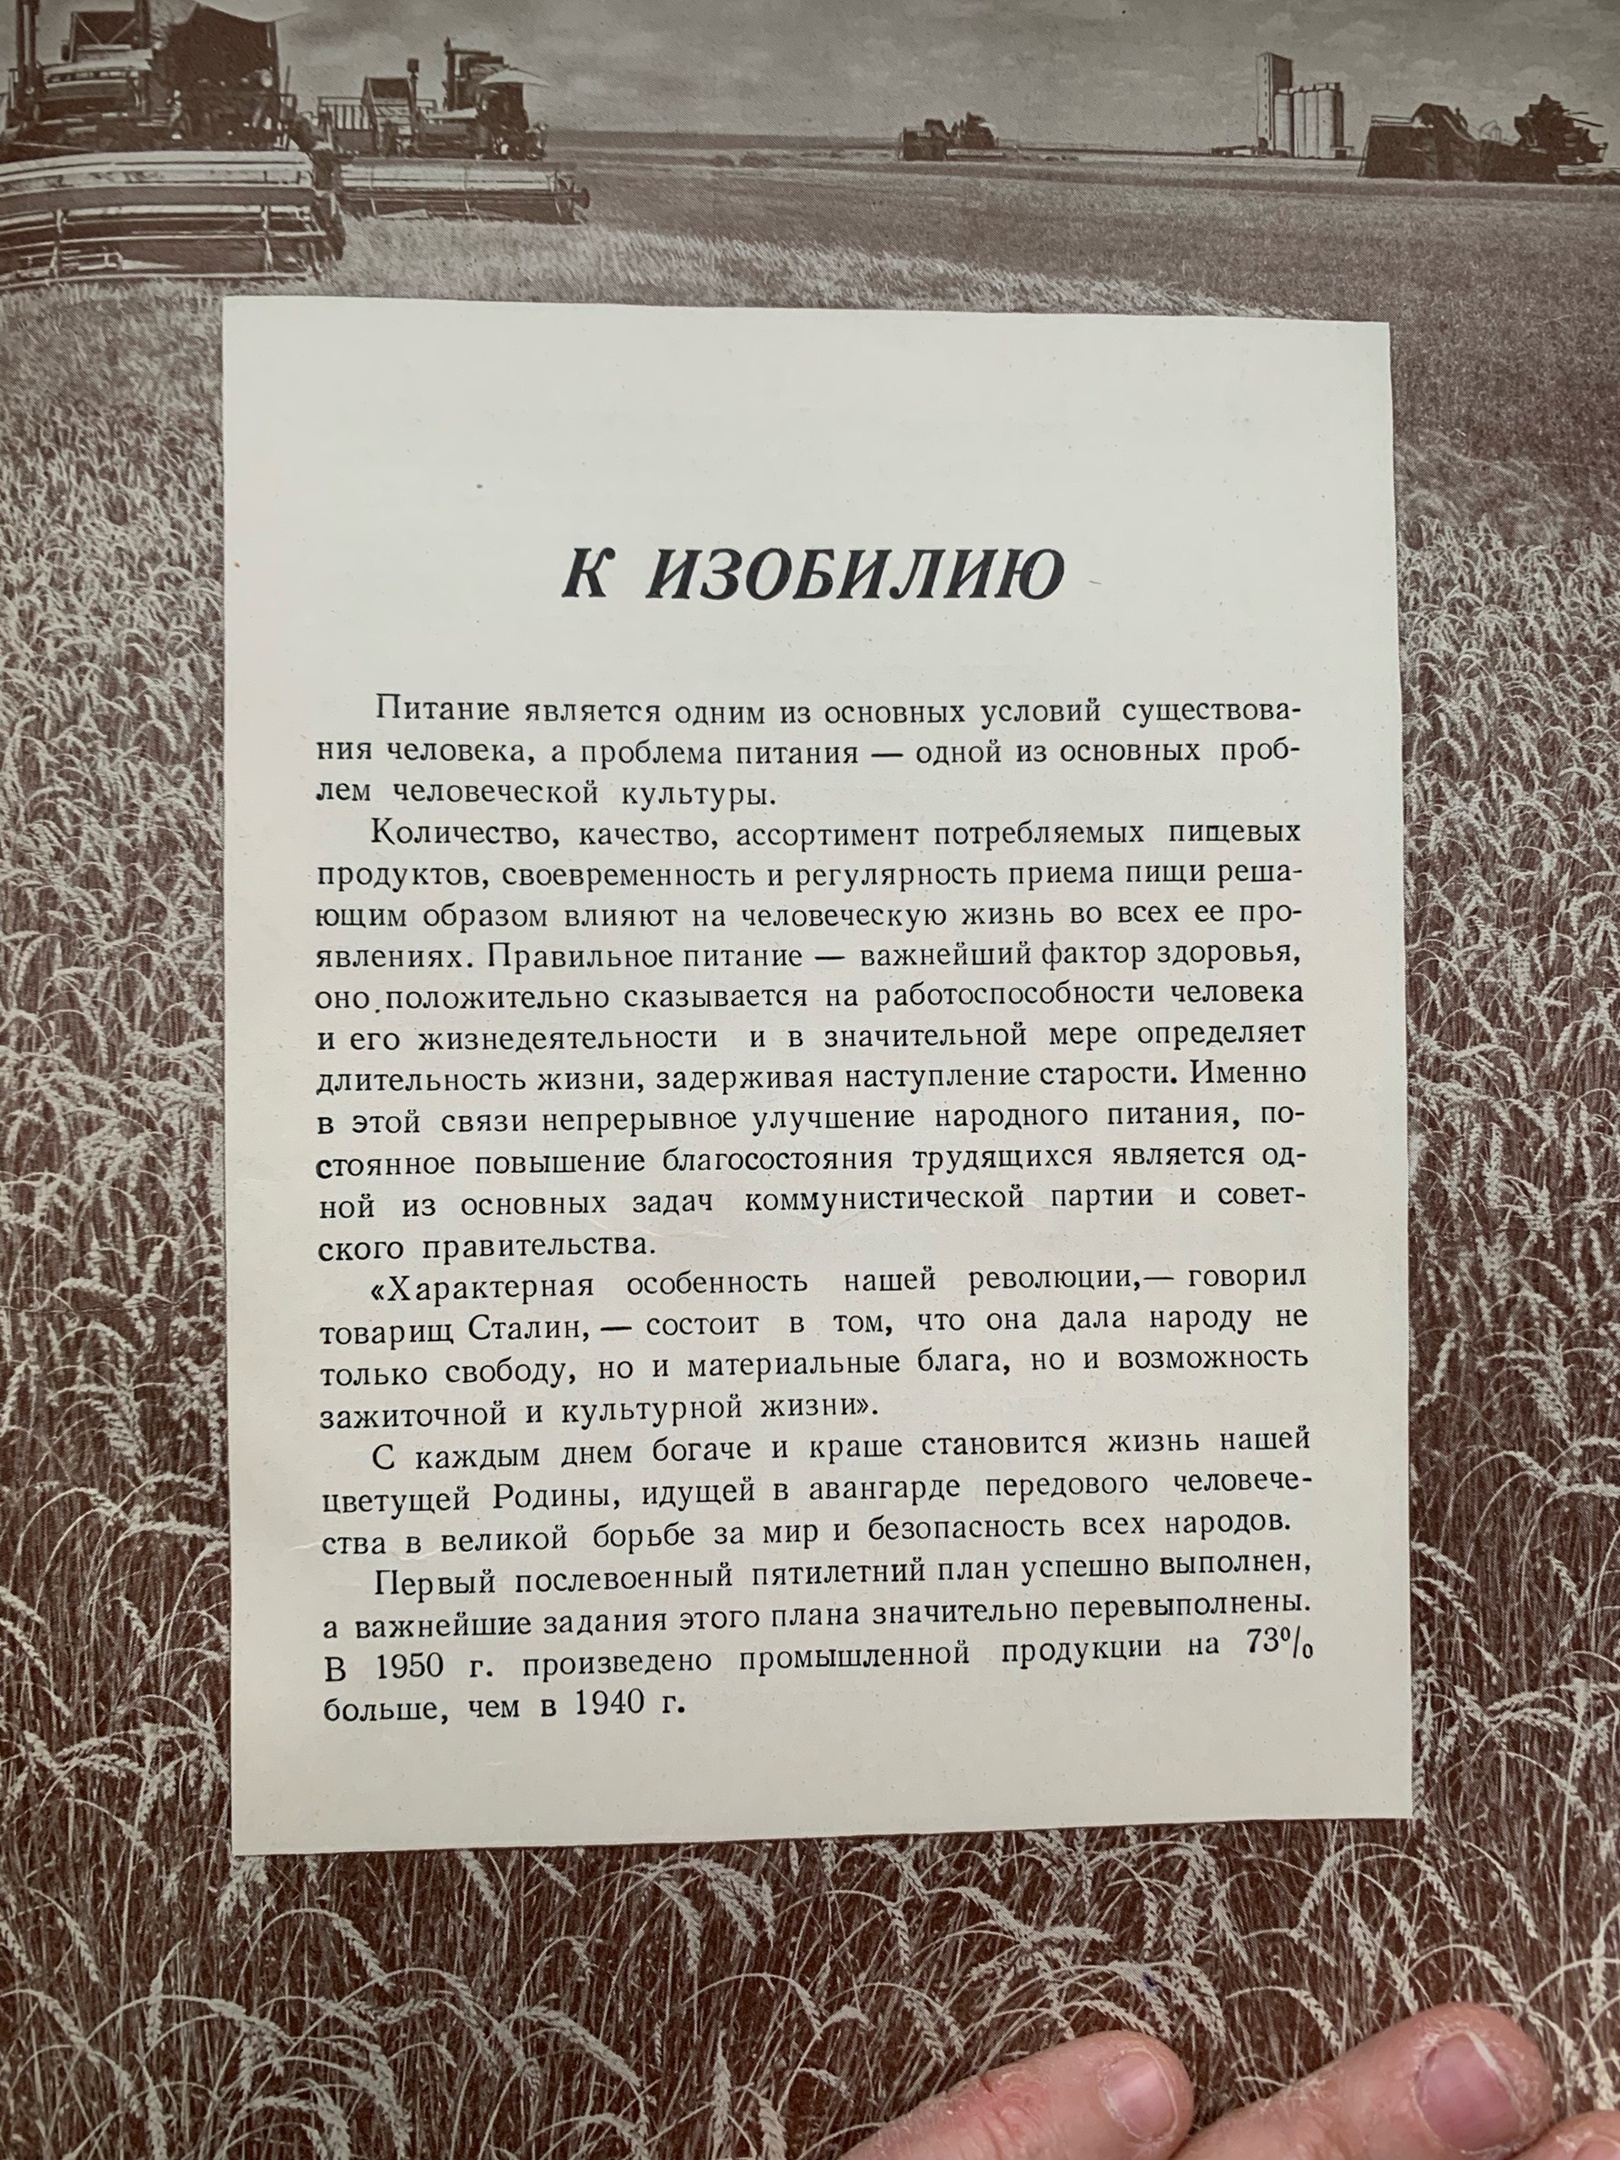 К ИЗОБИЛИЮ
Питание является одним из основных условий существова-
ния человека, а проблема питания — одной из основных проб-
лем человеческой культуры.
Количество, качество, ассортимент потребляемых пищевых
продуктов, своевременность и регулярность приема пищи реша-
ющим образом влияют на человеческую жизнь во всех ее про-
явлениях. Правильное питание — важнейший фактор здоровья,
оно положительно сказывается на работоспособности человека
и его жизнедеятельности и в значительной мере определяет
длительность жизни, задерживая наступление старости. Именно
в этой связи непрерывное улучшение народного питания, по-
стоянное повышение благосостояния трудящихся является од-
ной из основных задач коммунистической партии и совет-
ского правительства.
«Характерная особенность нашей революции,— говорил
товарищ Сталин, — состоит в том, что она дала народу не
только свободу, но и материальные блага, но и возможность
зажиточной и культурной жизни».
С каждым днем богаче и краше становится жизнь нашей
цветущей Родины, идущей в авангарде передового человече-
ства в великой борьбе за мир и безопасность всех народов.
Первый послевоенный пятилетний план успешно выполнен,
а важнейшие задания этого плана значительно перевыполнены.
В 1950 г. произведено промышленной продукции на 73%
больше, чем в 1940 г.